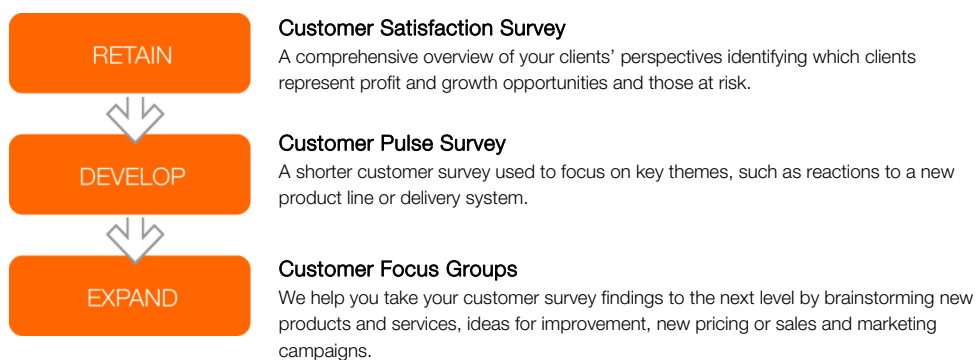 RETAIN
Customer Satisfaction Survey
A comprehensive overview of your clients’ perspectives identifying which clients
represent profit and growth opportunities and those at risk.
DEVELOP
Customer Pulse Survey
A shorter customer survey used to focus on key themes, such as reactions to a new
product line or delivery system.
EXPAND
Customer Focus Groups
We help you take your customer survey findings to the next level by brainstorming new
products and services, ideas for improvement, new pricing or sales and marketing
campaigns.